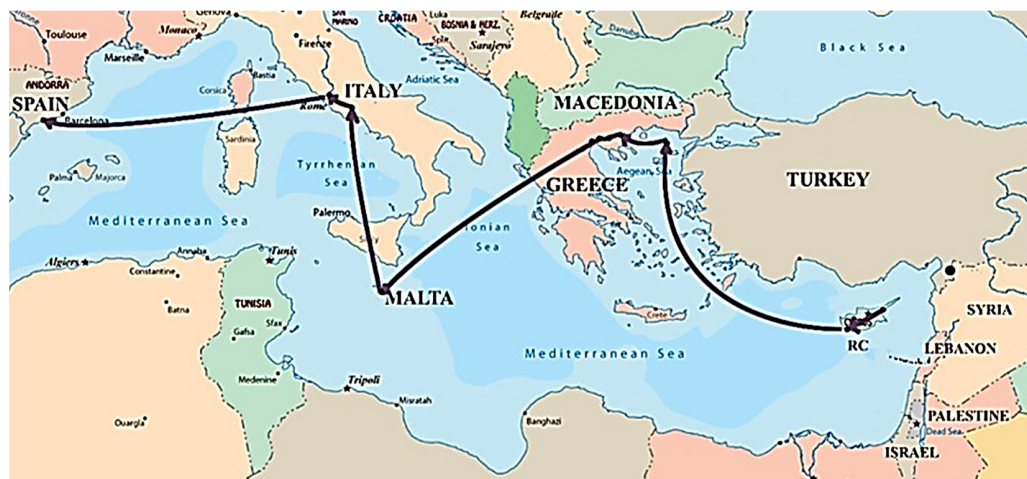 Genova
SAN
MARINO
CROATIA
Luka
BOSNIA & HERZ.
Belgrade
Toulouse
Monaco
Firenze
Split
Sarajevo
Danube
Black Sea
Marseille
Adriatic Sea
ANDORRA
Bastia
Corsica
ITALY
SPAIN
Rome
MACEDONIA
Barcelona
Sardinia
Tyrrhenian
Sea
Aegean Sea
Palma
Majorca
GREECE
TURKEY
Mediterranean Sea
Palermo
Ionian
Sea
Sicily
Algiers
Annaba
Tunis
Constantine
MALTA
Batna
TUNISIA
SYRIA
Crete
Gafsa
Sfax
RC
LEBANON
Mediterranean Sea
Medenine
Tripoli
Misratah
PALESTINE
Ouargla
Banghazi
Dead Sea
ISRAEL